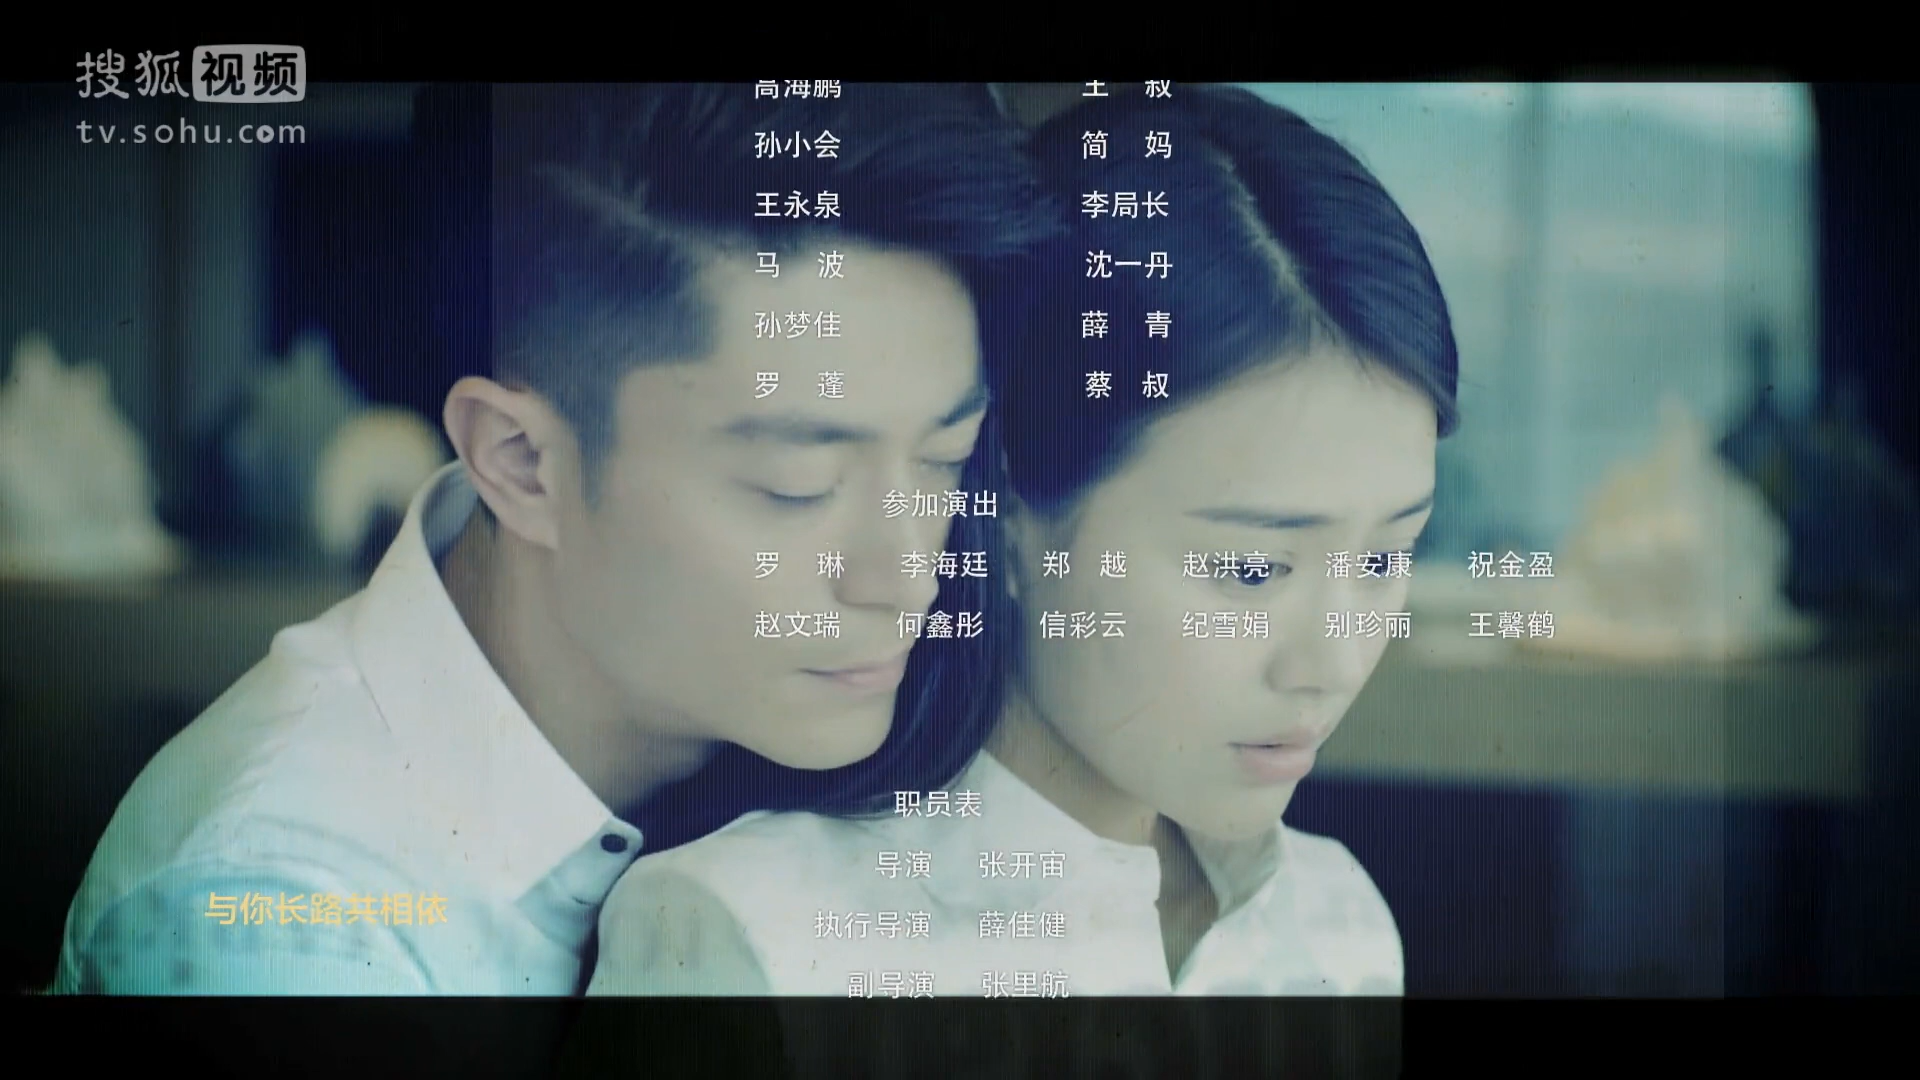 搜狐视频
tv.sohu.com
高海鹏 王 叔
孙小会 简 妈
王永泉 李局长
马 波 沈一丹
孙梦佳 薛 青
罗 蓬 蔡 叔
参加演出
罗 琳 李海廷 郑 越 赵洪亮 潘安康 祝金盈
赵文瑞 何鑫彤 信彩云 纪雪娟 别珍丽 王馨鹤
职员表
导演 张开宙
与你长路共相依
执行导演 薛佳健
副导演 张里航